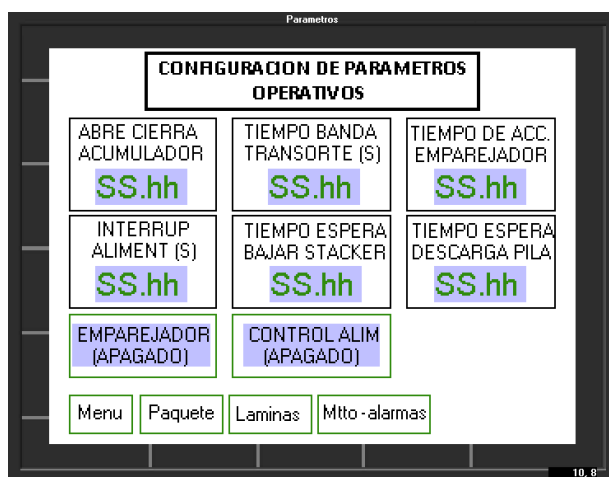 Parametros
CONFIGURACION DE PARAMETROS
OPERATIVOS
ABRE CIERRA
ACUMULADOR
SS.hh
TIEMPO BANDA
TRANSORTE (S)
SS.hh
TIEMPO DE ACC.
EMPAREJADOR
SS.hh
INTERRUP
ALIMENT (S)
SS.hh
TIEMPO ESPERA
BAJAR STACKER
SS.hh
TIEMPO ESPERA
DESCARGA PILA
SS.hh
EMPAREJADOR
(APAGADO)
CONTROL ALIM
(APAGADO)
Menu
Paquete
Laminas
Mtto - alarmas
10, 8